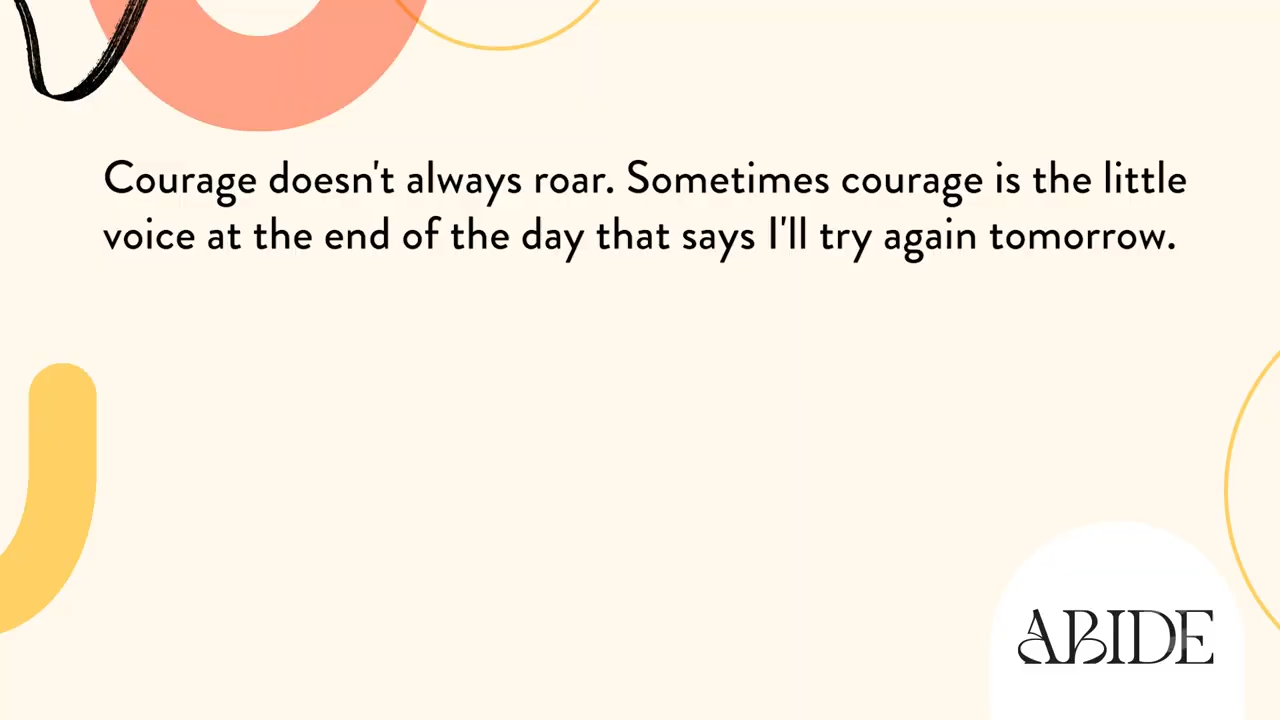 Courage doesn't always roar. Sometimes courage is the little
voice at the end of the day that says I'll try again tomorrow.
ABIDE